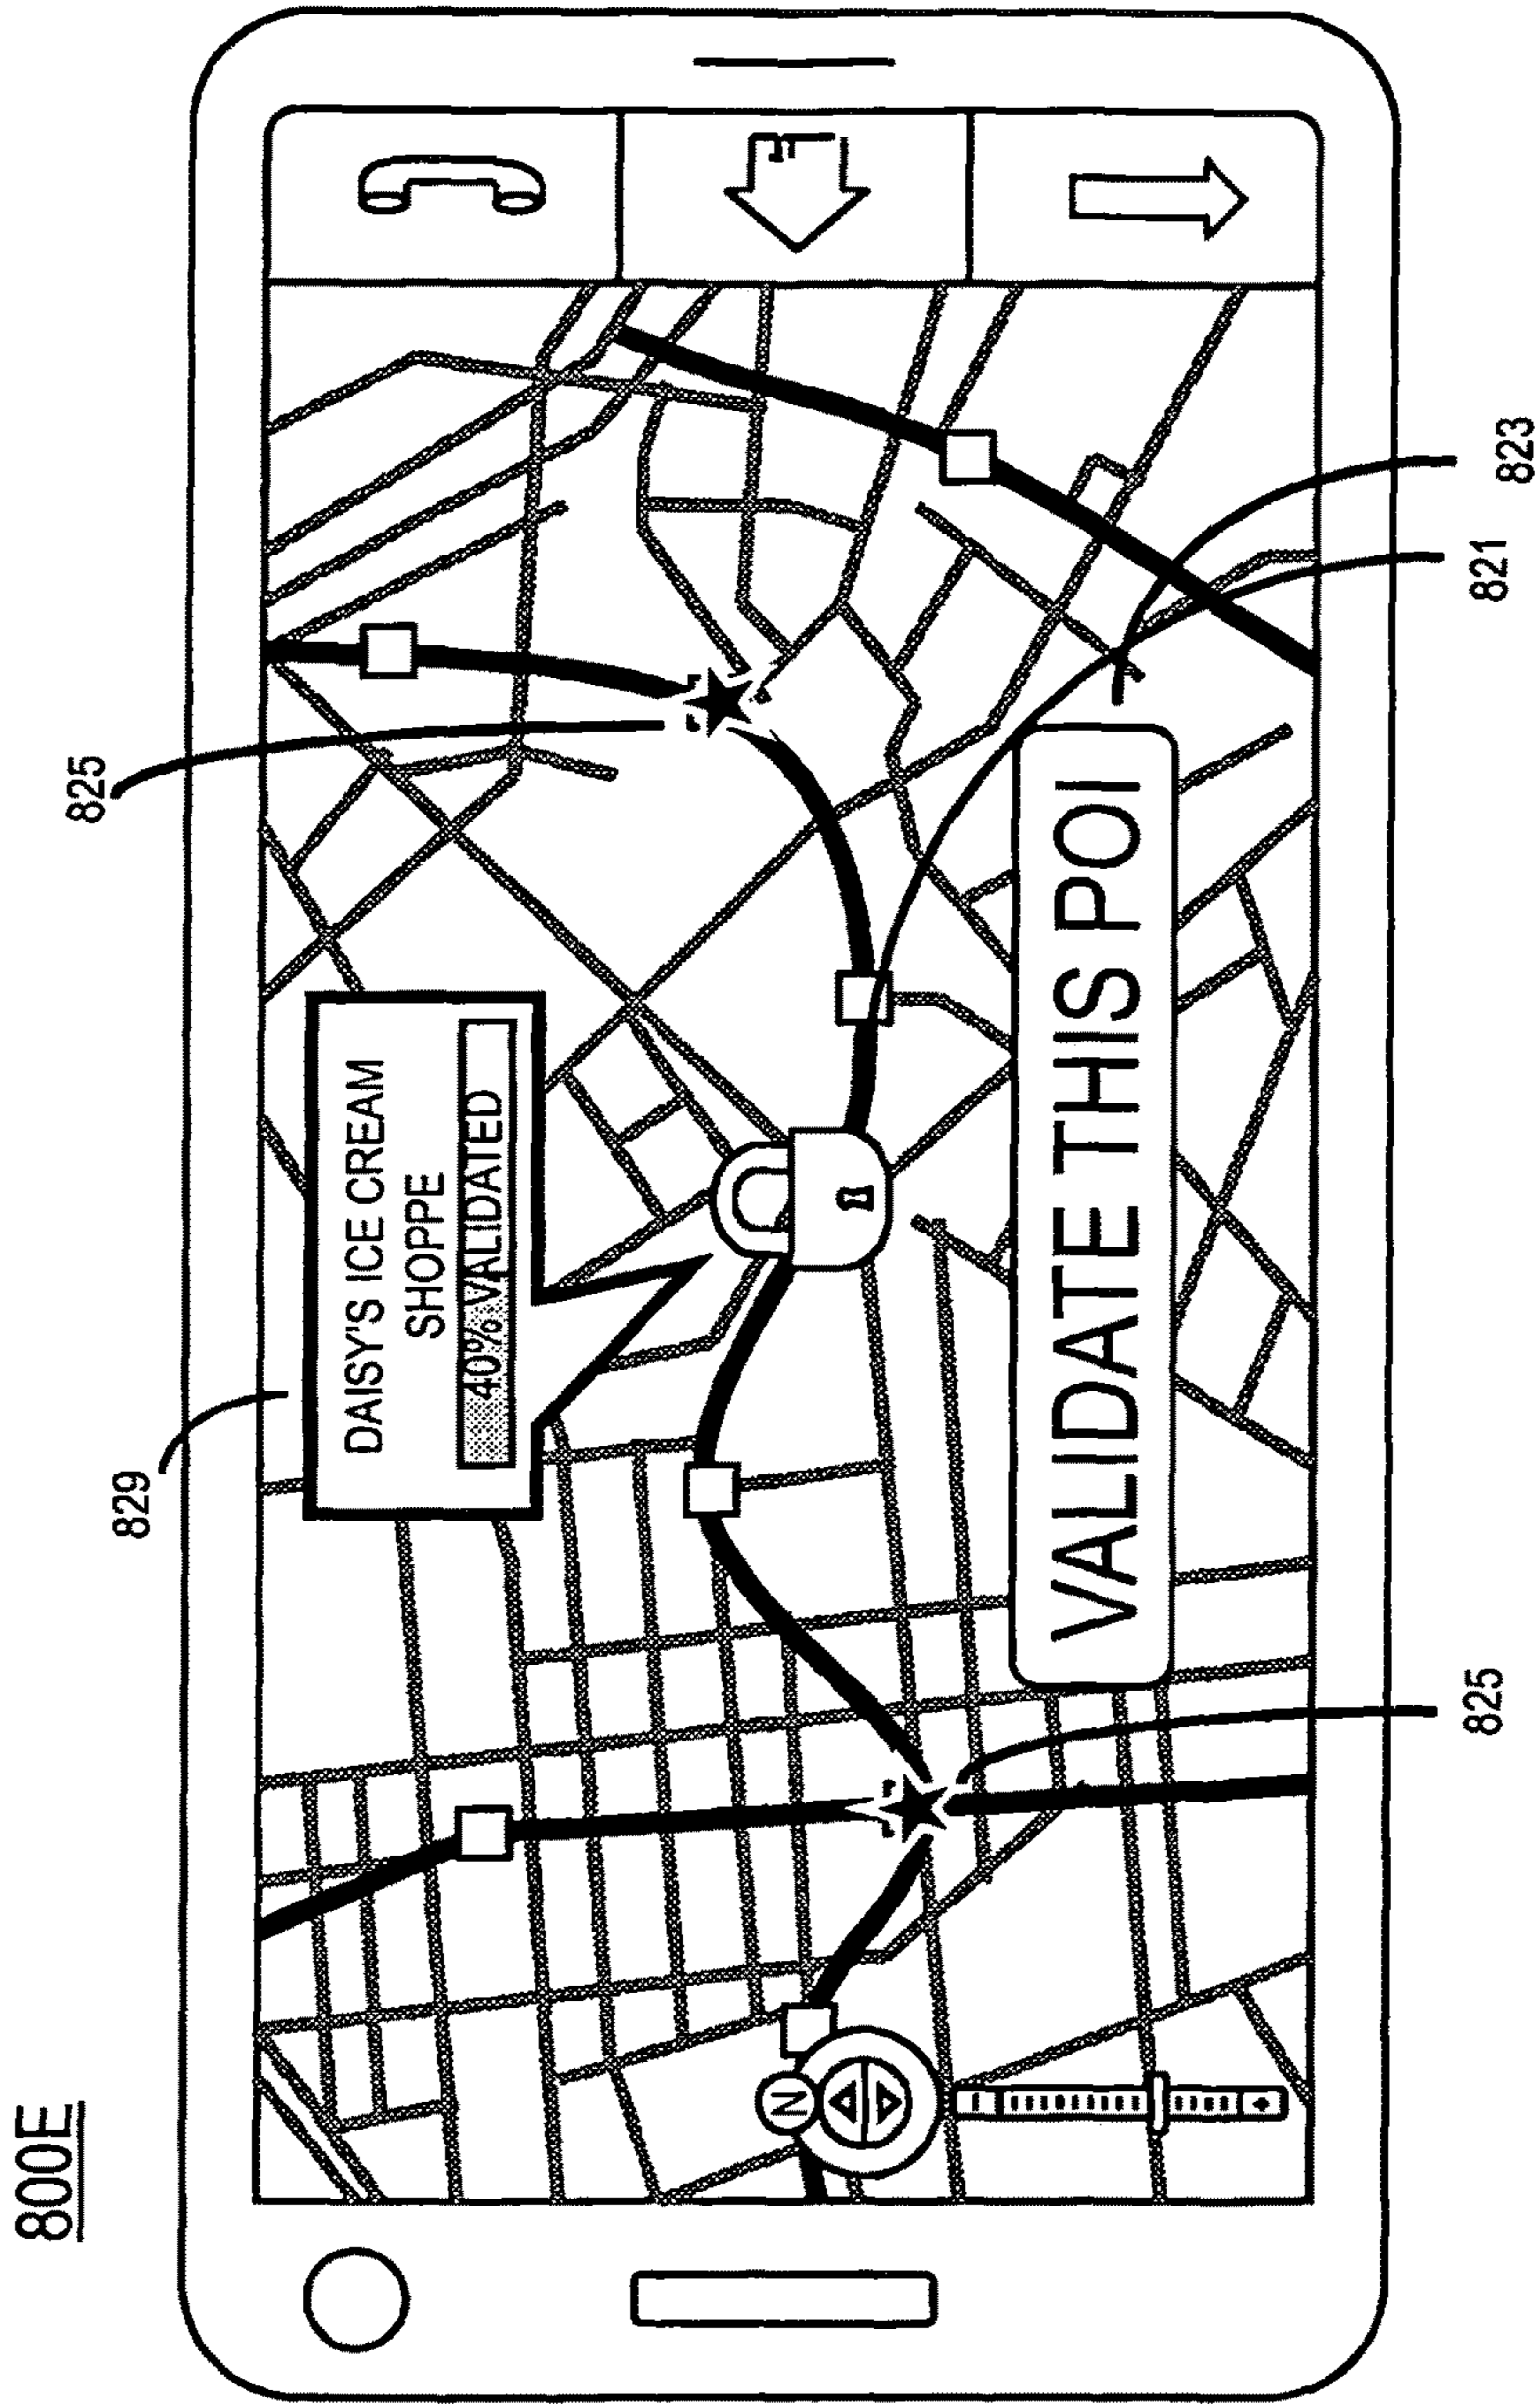 800E
829
825
DAISY'S ICE CREAM
SHOPPE
40% VALIDATED
N
VALIDATE THIS POI
825
821
823